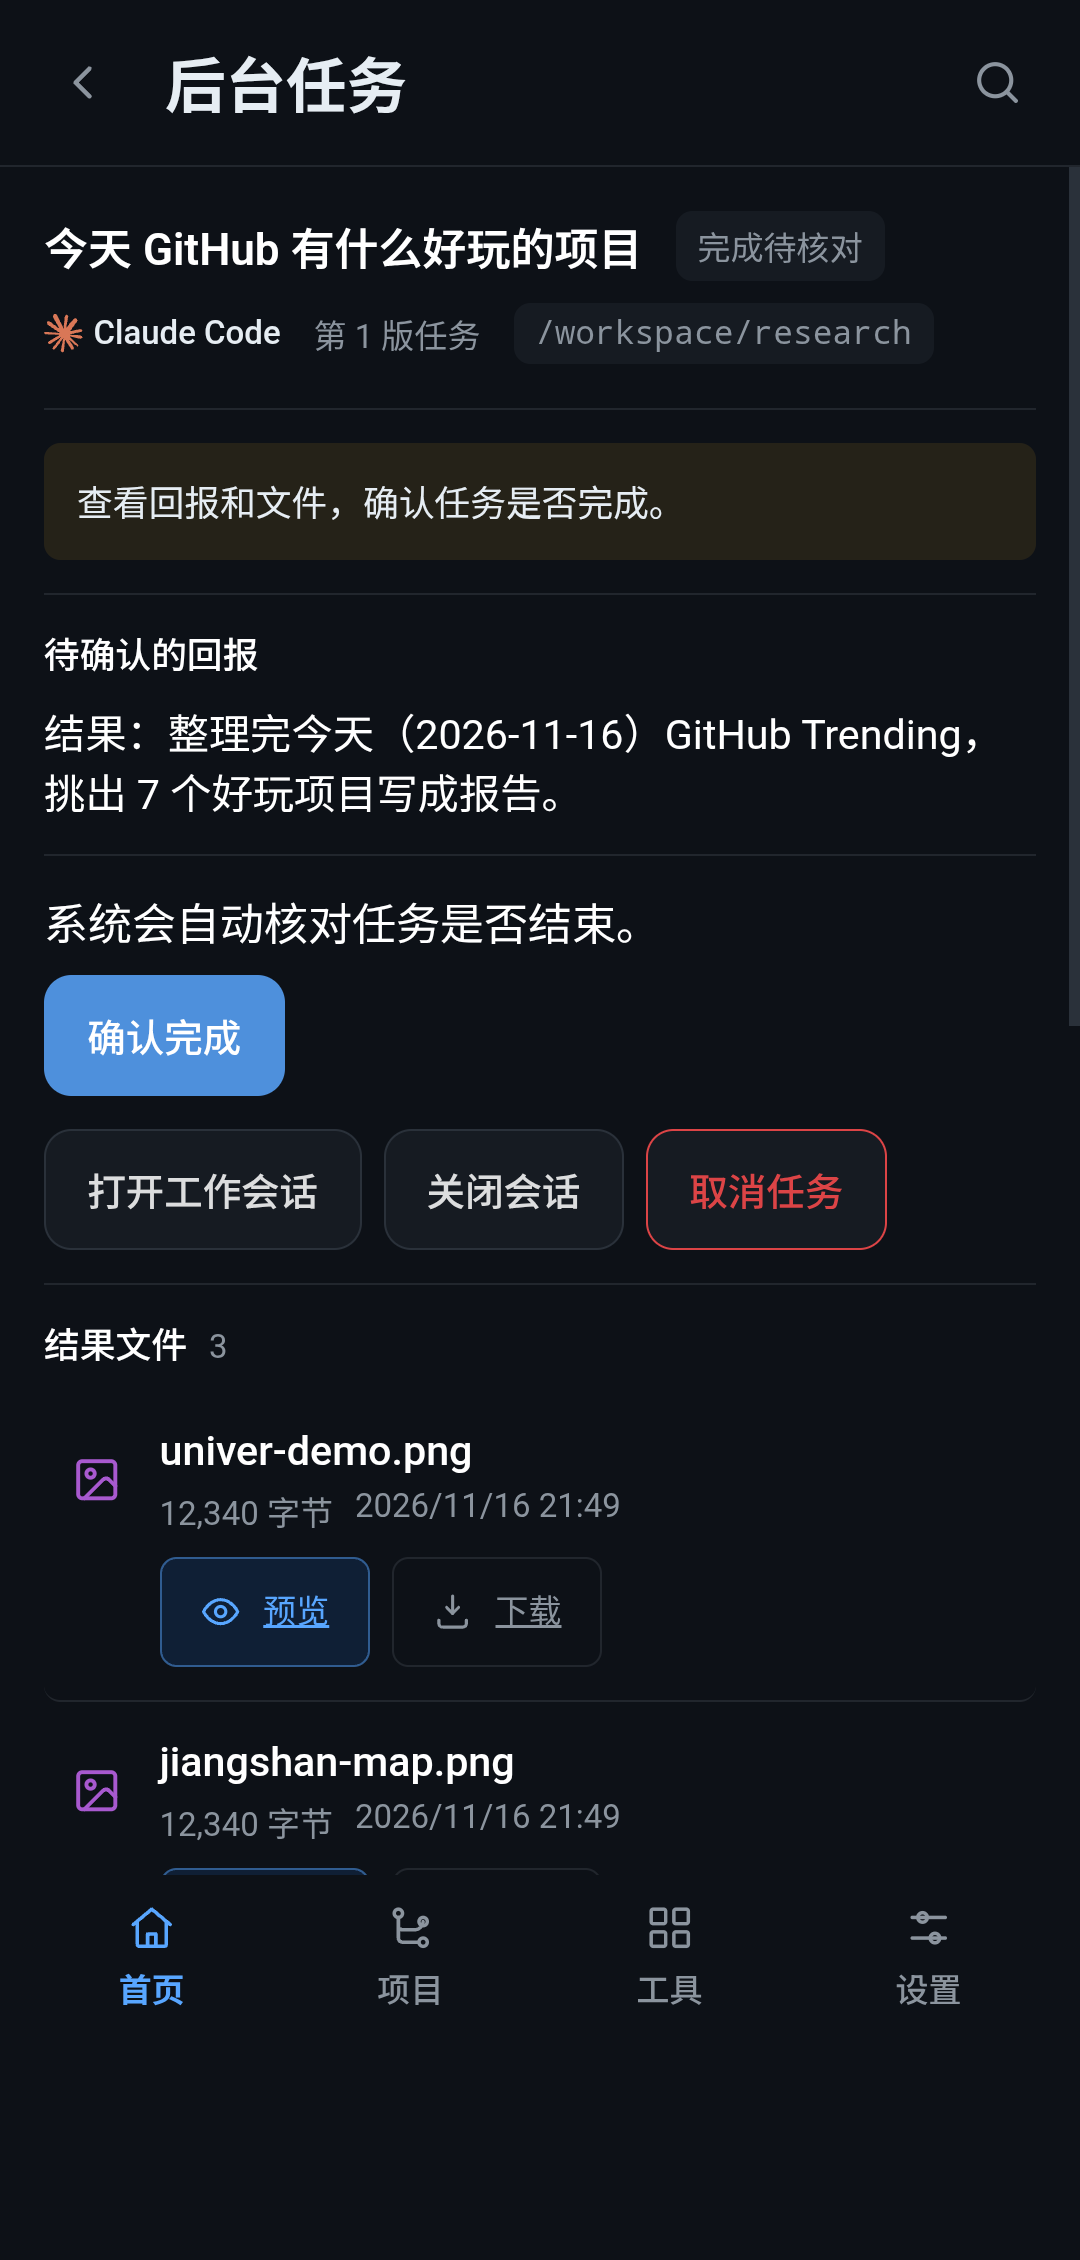 后台任务
今天 GitHub 有什么好玩的项目 完成待核对
Claude Code 第 1 版任务 /workspace/research
查看回报和文件，确认任务是否完成。
待确认的回报
结果：整理完今天（2026-11-16）GitHub Trending，
挑出 7 个好玩项目写成报告。
系统会自动核对任务是否结束。
确认完成
打开工作会话 关闭会话 取消任务
结果文件 3
univer-demo.png
12,340 字节 2026/11/16 21:49
预览 下载
jiangshan-map.png
12,340 字节 2026/11/16 21:49
首页 项目 工具 设置